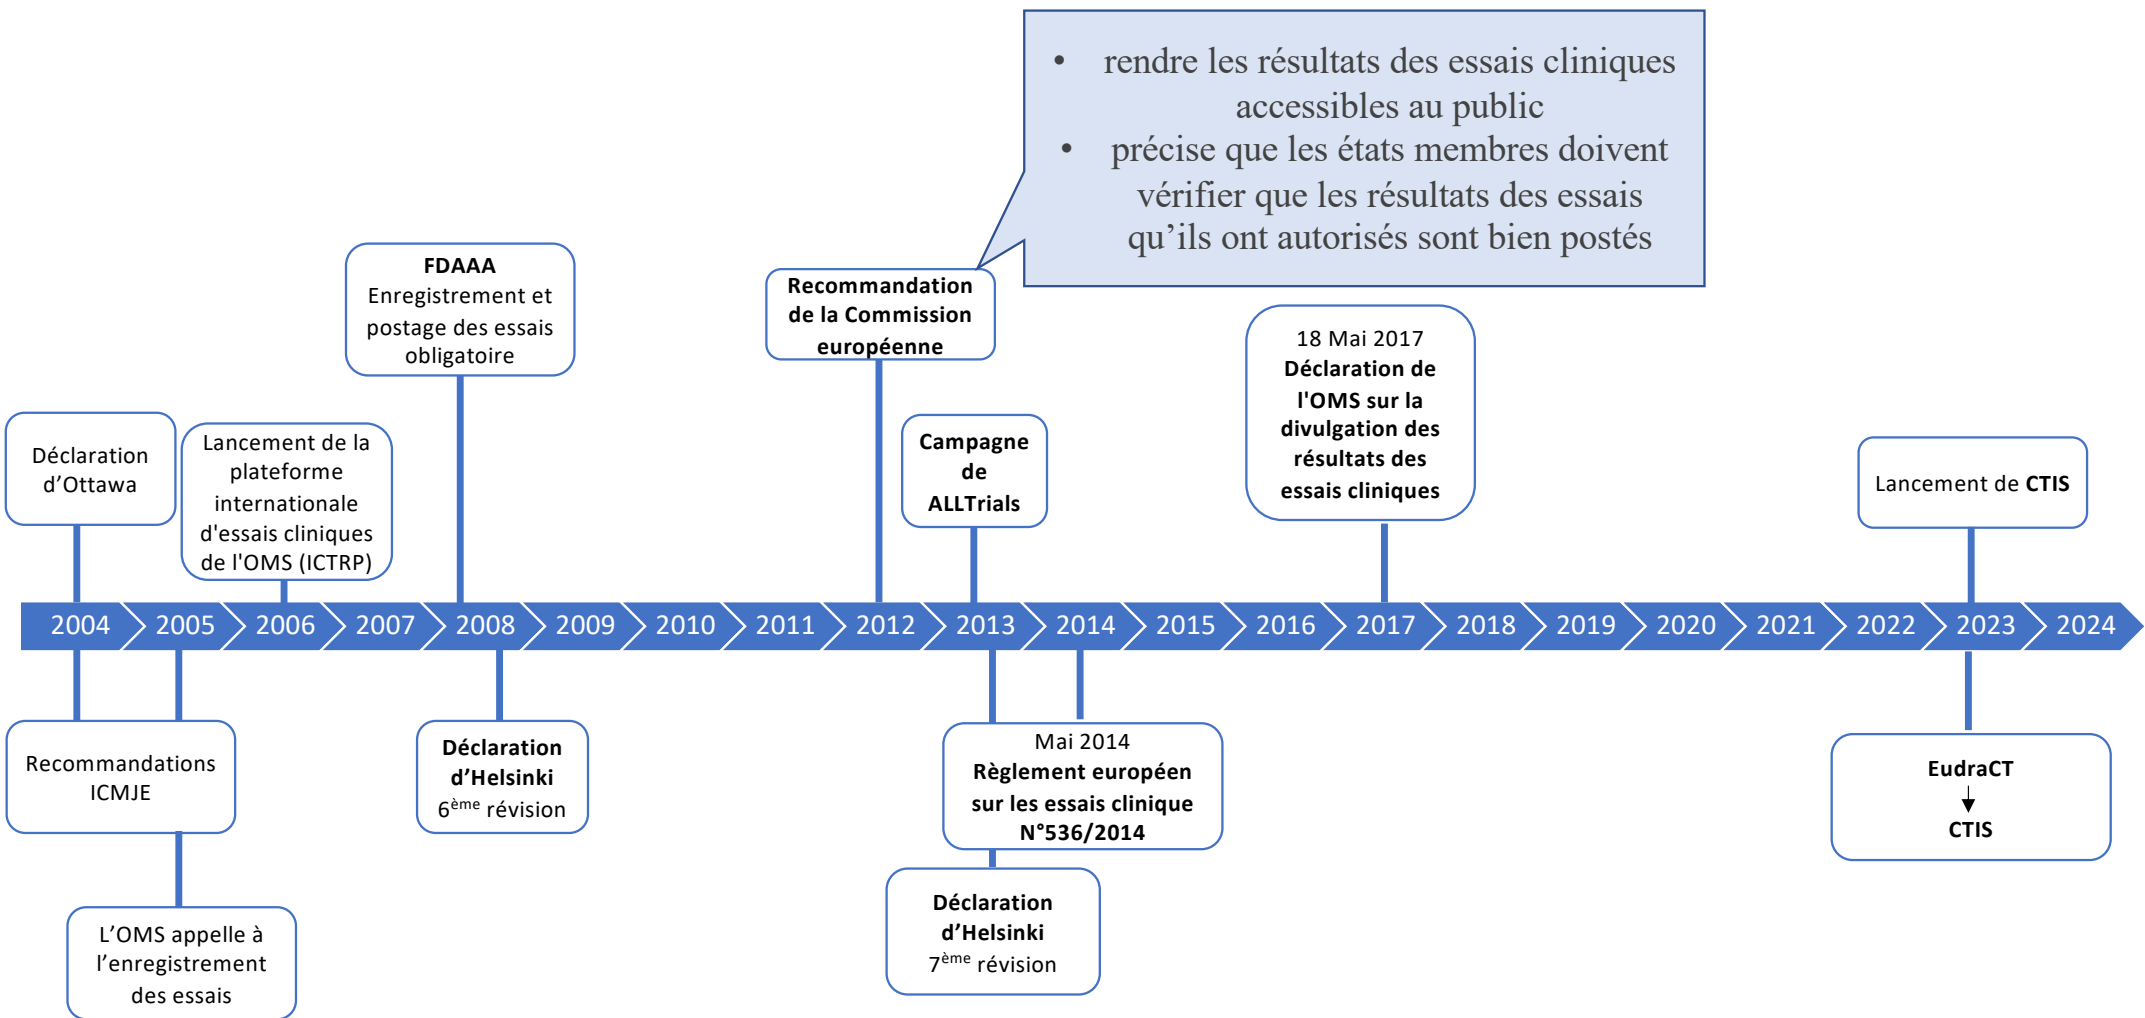 • rendre les résultats des essais cliniques
accessibles au public
• précise que les états membres doivent
vérifier que les résultats des essais
qu’ils ont autorisés sont bien postés
FDAAA
Enregistrement et
postage des essais
obligatoire
Recommandation
de la Commission
européenne
18 Mai 2017
Déclaration de
l'OMS sur la
divulgation des
résultats des
essais cliniques
Déclaration
d’Ottawa
Lancement de la
plateforme
internationale
d'essais cliniques
de l'OMS (ICTRP)
Campagne
de
ALLTrials
Lancement de CTIS
2004 2005 2006 2007 2008 2009 2010 2011 2012 2013 2014 2015 2016 2017 2018 2019 2020 2021 2022 2023 2024
Recommandations
ICMJE
Déclaration
d’Helsinki
6ème révision
Mai 2014
Règlement européen
sur les essais clinique
N°536/2014
EudraCT
CTIS
L’OMS appelle à
l’enregistrement
des essais
Déclaration
d’Helsinki
7ème révision